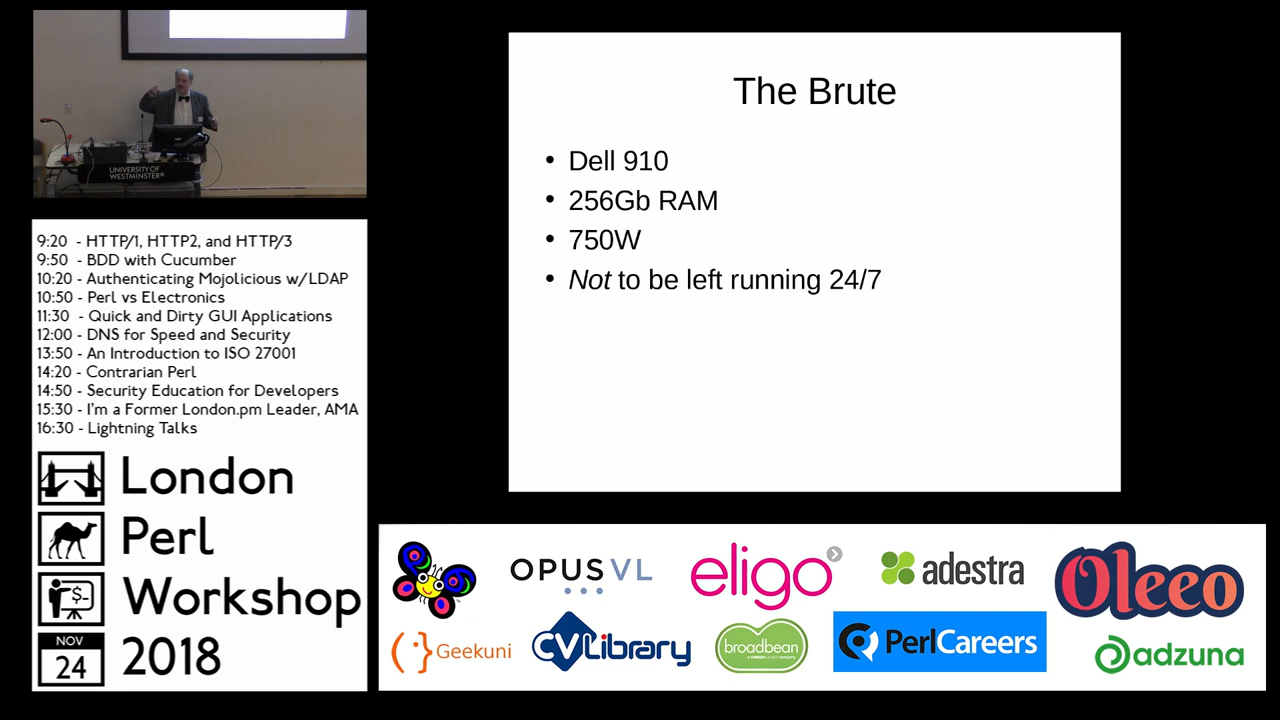 UNIVERSITY OF
WESTMINSTER
The Brute
• Dell 910
• 256Gb RAM
• 750W
• Not to be left running 24/7
9:20 - HTTP/1, HTTP2, and HTTP/3
9:50 - BDD with Cucumber
10:20 - Authenticating Mojolicious w/LDAP
10:50 - Perl vs Electronics
11:30 - Quick and Dirty GUI Applications
12:00 - DNS for Speed and Security
13:50 - An Introduction to ISO 27001
14:20 - Contrarian Perl
14:50 - Security Education for Developers
15:30 - I'm a Former London.pm Leader, AMA
16:30 - Lightning Talks
London
Perl
$-
Workshop
NOV
24
2018
OPUS VL
eligo
adestra
Oleeo
Geekuni
CVLibrary
broadbean
PerlCareers
adzuna